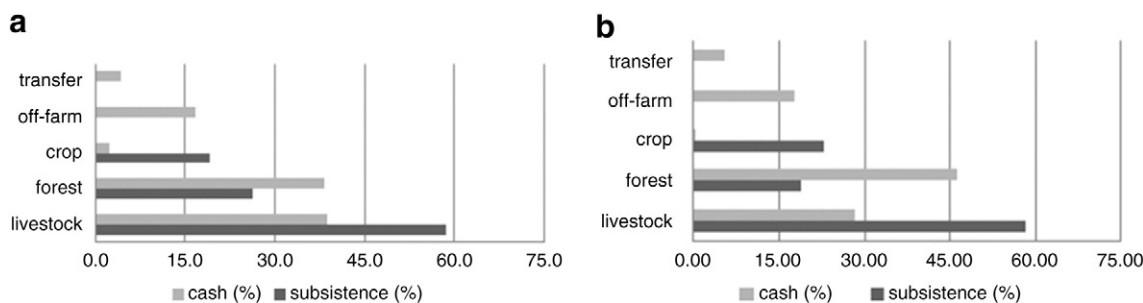 a
transfer
off-farm
crop
forest
livestock
0.0 15.0 30.0 45.0 60.0 75.0
cash (%) subsistence (%)
b
transfer
off-farm
crop
forest
livestock
0.00 15.00 30.00 45.00 60.00 75.00
cash (%) subsistence (%)